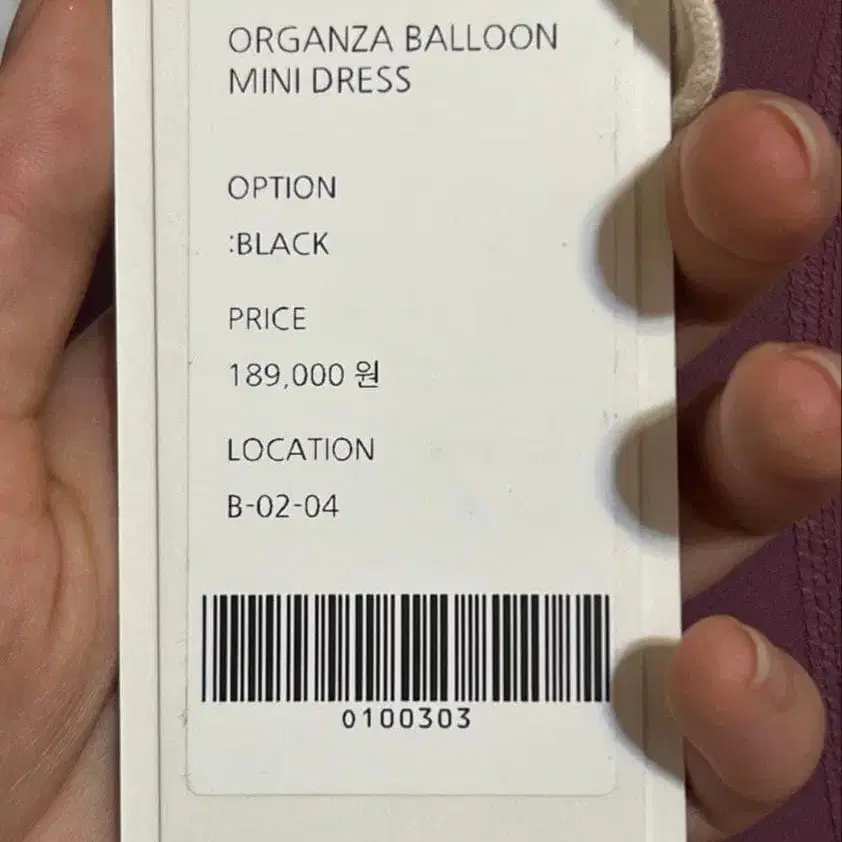 ORGANZA BALLOON
MINI DRESS
OPTION
:BLACK
PRICE
189,000 원
LOCATION
B-02-04
0100303